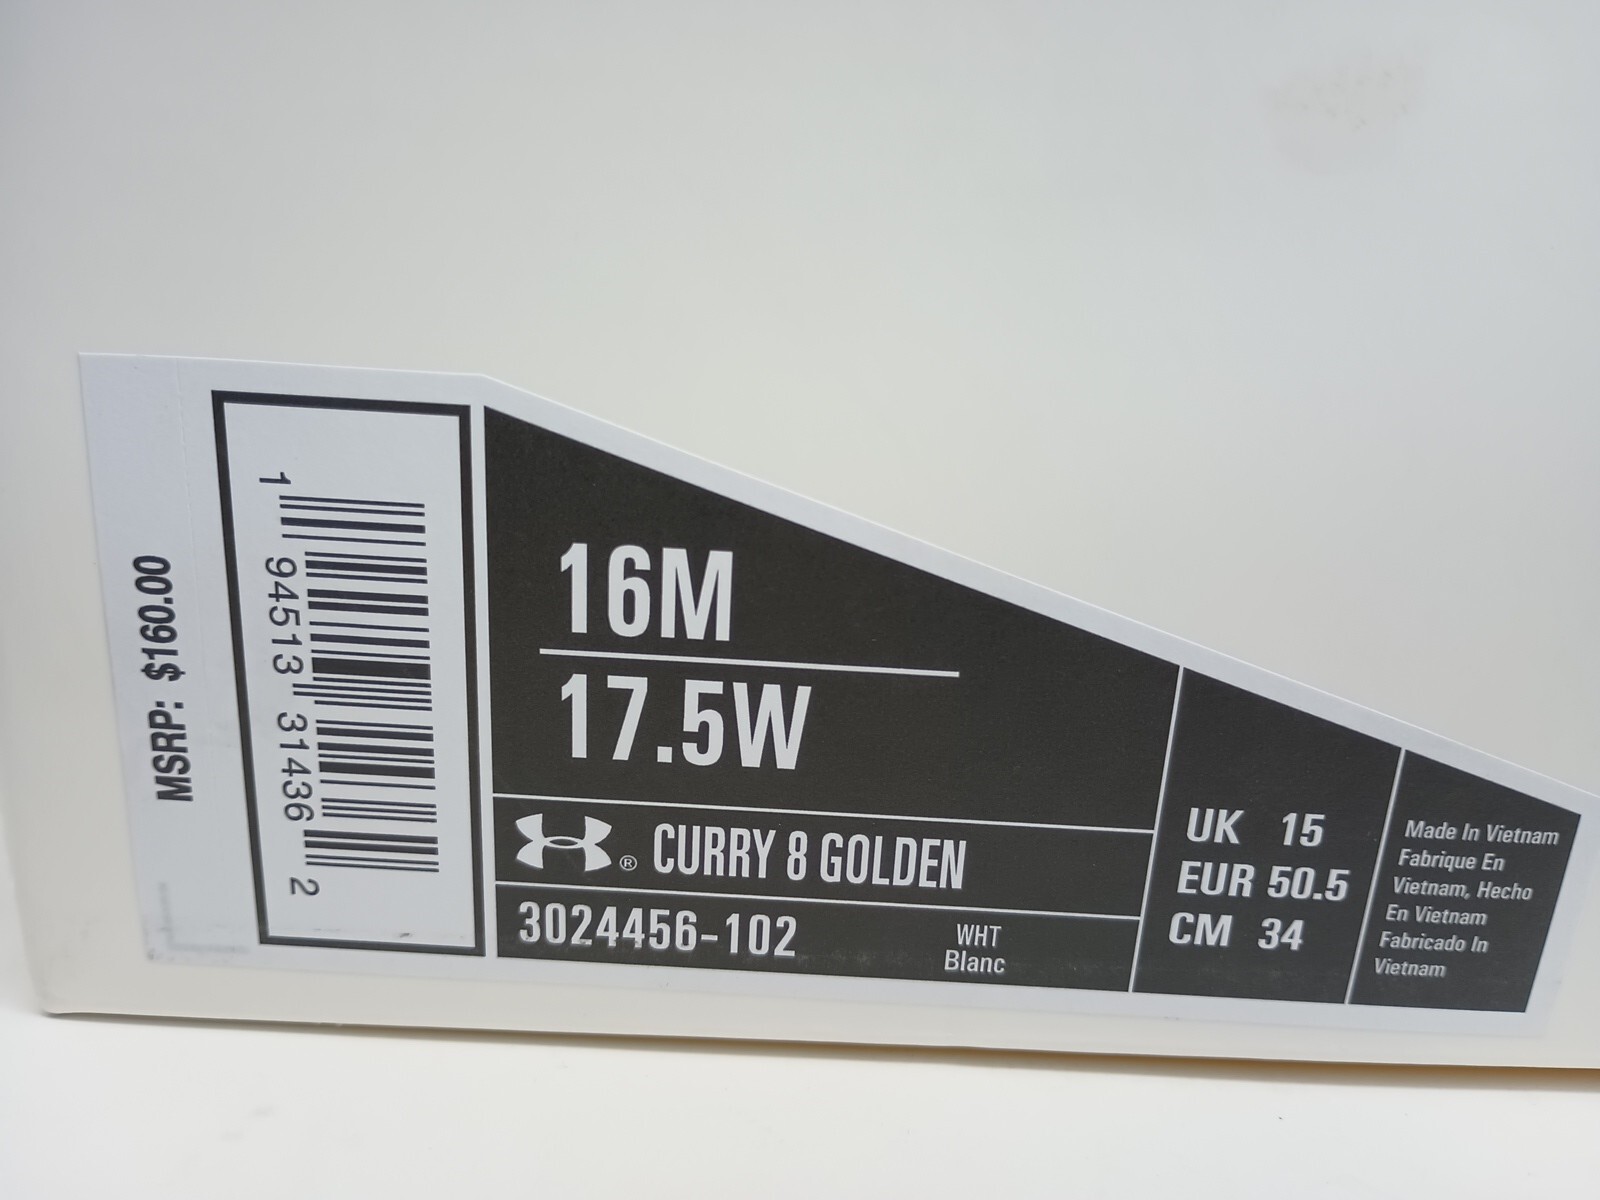 MSRP: $160.00
1 94513 31436 2
16M
17.5W
® CURRY 8 GOLDEN
3024456-102
WHT
Blanc
UK 15
EUR 50.5
CM 34
Made In Vietnam
Fabrique En
Vietnam, Hecho
En Vietnam
Fabricado In
Vietnam